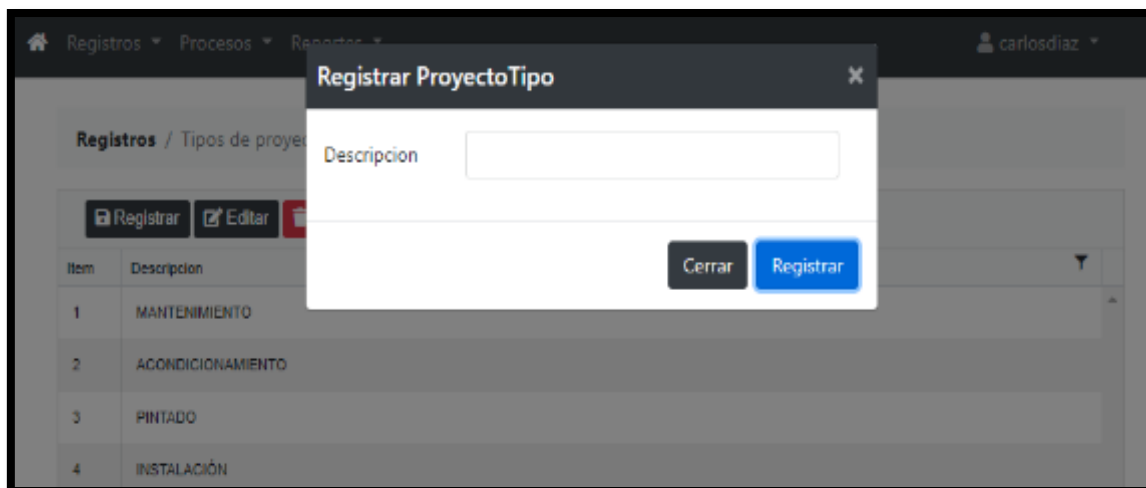 Registros Procesos Reportes carlosdiaz
Registrar ProyectoTipo
Registros / Tipos de proyec
Descripcion
Registrar Editar
Cerrar Registrar
Item Descripcion
1 MANTENIMIENTO
2 ACONDICIONAMIENTO
3 PINTADO
4 INSTALACIÓN